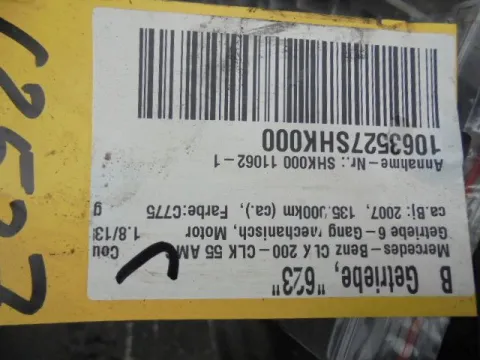 B Getriebe, "623"
Mercedes-Benz CLK 200-CLK 55 AM
Cou
Getriebe 6-Gang mechanisch, Motor
1.8/13
ca.Bj: 2007, 135.000km (ca.), Farbe:C775
g
Annahme-Nr.: SHK000 11062-1
1063527SHK000